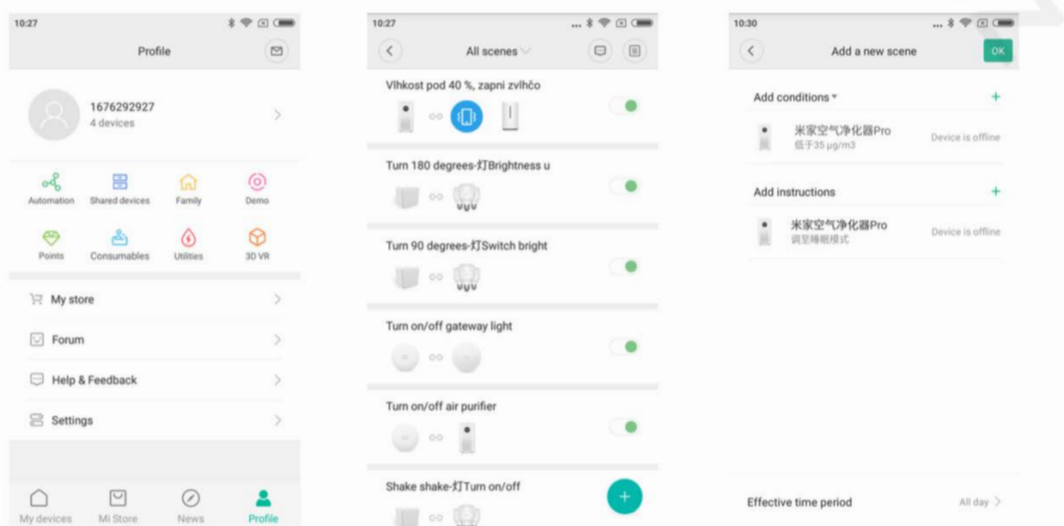 10:27
Profile
1676292927
4 devices
Automation Shared devices Family Demo
Points Consumables Utilities 3D VR
My store
Forum
Help & Feedback
Settings
My devices Mi Store News Profile
10:27
...
All scenes
Vlhkost pod 40 %, zapni zvlhčo
Turn 180 degrees-灯Brightness u
Turn 90 degrees-灯Switch bright
Turn on/off gateway light
Turn on/off air purifier
Shake shake-灯Turn on/off
10:30
...
Add a new scene
OK
Add conditions
米家空气净化器Pro
低于35 μg/m3
Device is offline
Add instructions
米家空气净化器Pro
调至睡眠模式
Device is offline
Effective time period All day